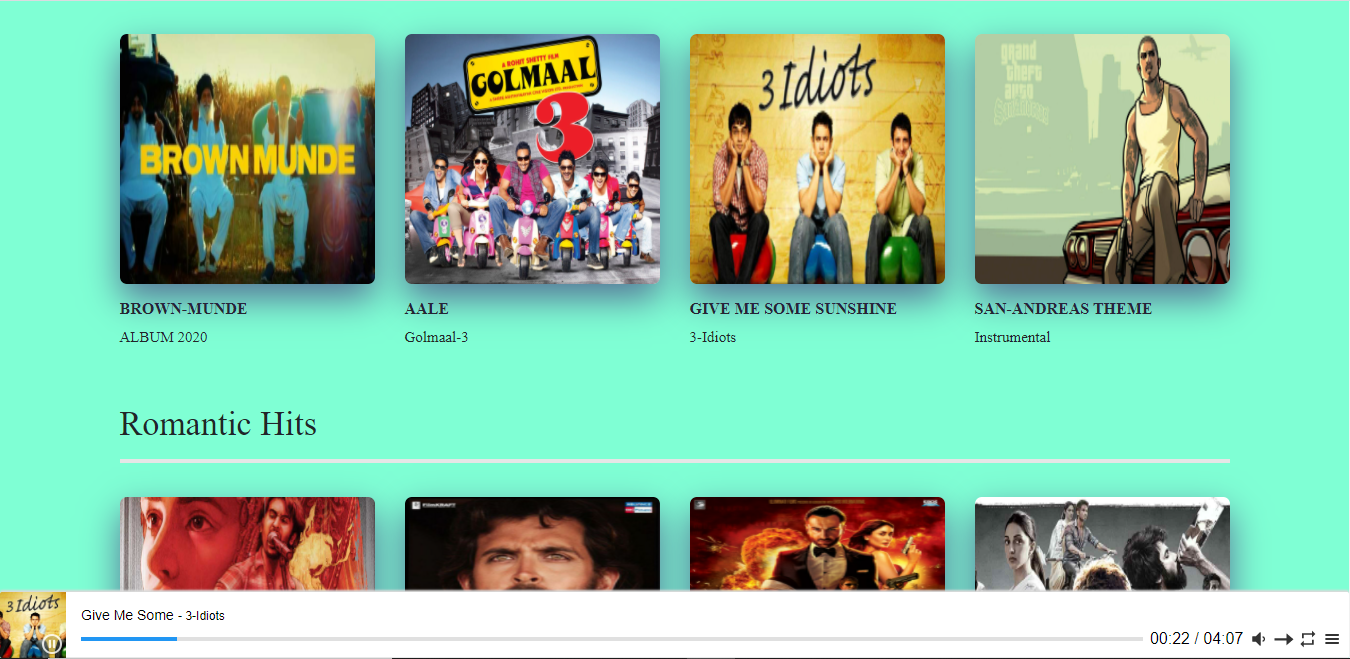 BROWN MUNDE
A ROHIT SHETTY FILM
GOLMAAL
3
3 Idiots
grand
theft
auto
San Andreas
BROWN-MUNDE
AALE
GIVE ME SOME SUNSHINE
SAN-ANDREAS THEME
ALBUM 2020
Golmaal-3
3-Idiots
Instrumental
Romantic Hits
3 Idiots
Give Me Some - 3-Idiots
00:22 / 04:07